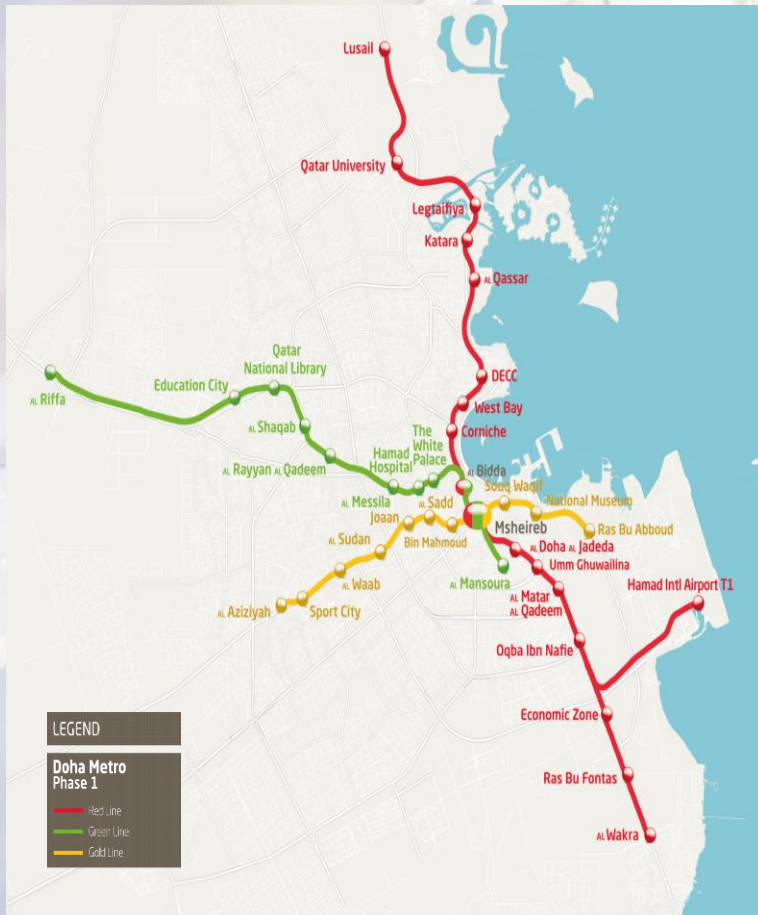 Lusail
Qatar University
Legtaifiya
Katara
AL Qassar
DECC
West Bay
Corniche
AL Bidda
Qatar
National Library
Education City
AL Riffa
AL Shaqab
AL Rayyan AL Qadeem
The
White
Palace
Hamad
Hospital
AL Messila
AL Sadd
Joaan
AL Sudan
Bin Mahmoud
AL Waab
Sport City
AL Aziziyah
Souq Waqif
National Museum
Ras Bu Abboud
Msheireb
AL Mansoura
AL Doha AL Jadeda
Umm Ghuwailina
AL Matar
AL Qadeem
Hamad Intl Airport T1
Oqba Ibn Nafie
Economic Zone
Ras Bu Fontas
AL Wakra
LEGEND
Doha Metro
Phase 1
Red Line
Green Line
Gold Line